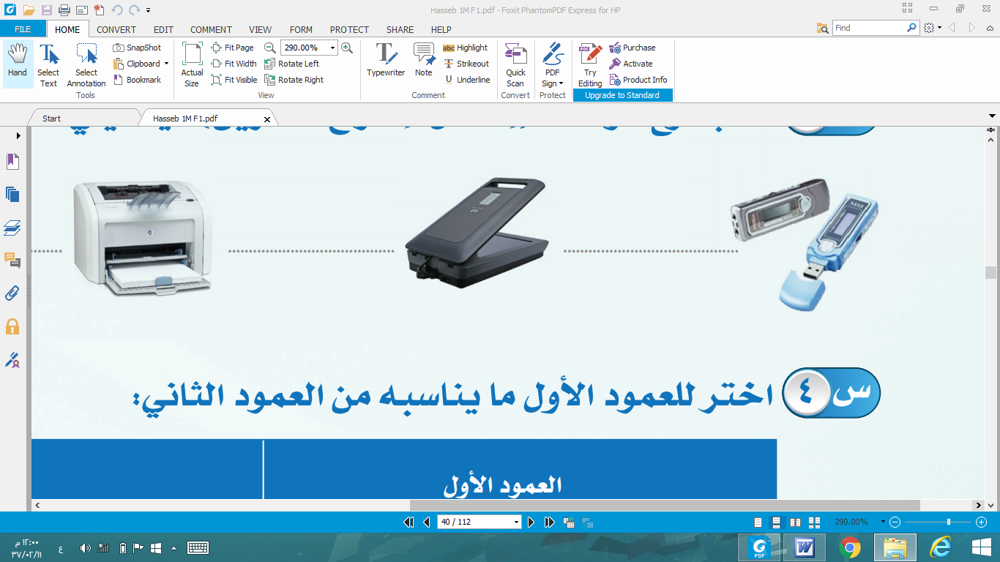 Hasseb 1M F1.pdf - Foxit PhantomPDF Express for HP
FILE HOME CONVERT EDIT COMMENT VIEW FORM PROTECT SHARE HELP
Find
Hand
Select Text
Select Annotation
SnapShot
Clipboard
Bookmark
Tools
Actual Size
Fit Page
Fit Width
Fit Visible
290.00%
Rotate Left
Rotate Right
View
Typewriter
Note
Highlight
Strikeout
Underline
Comment
Quick Scan
Convert
PDF Sign
Protect
Try Editing
Purchase
Activate
Product Info
Upgrade to Standard
Start
Hasseb 1M F1.pdf
س ٤ اختر للعمود الأول ما يناسبه من العمود الثاني:
العمود الأول
40 / 112
290.00%
١٢:٠٠ م
٣٧/٠٢/١١
ع